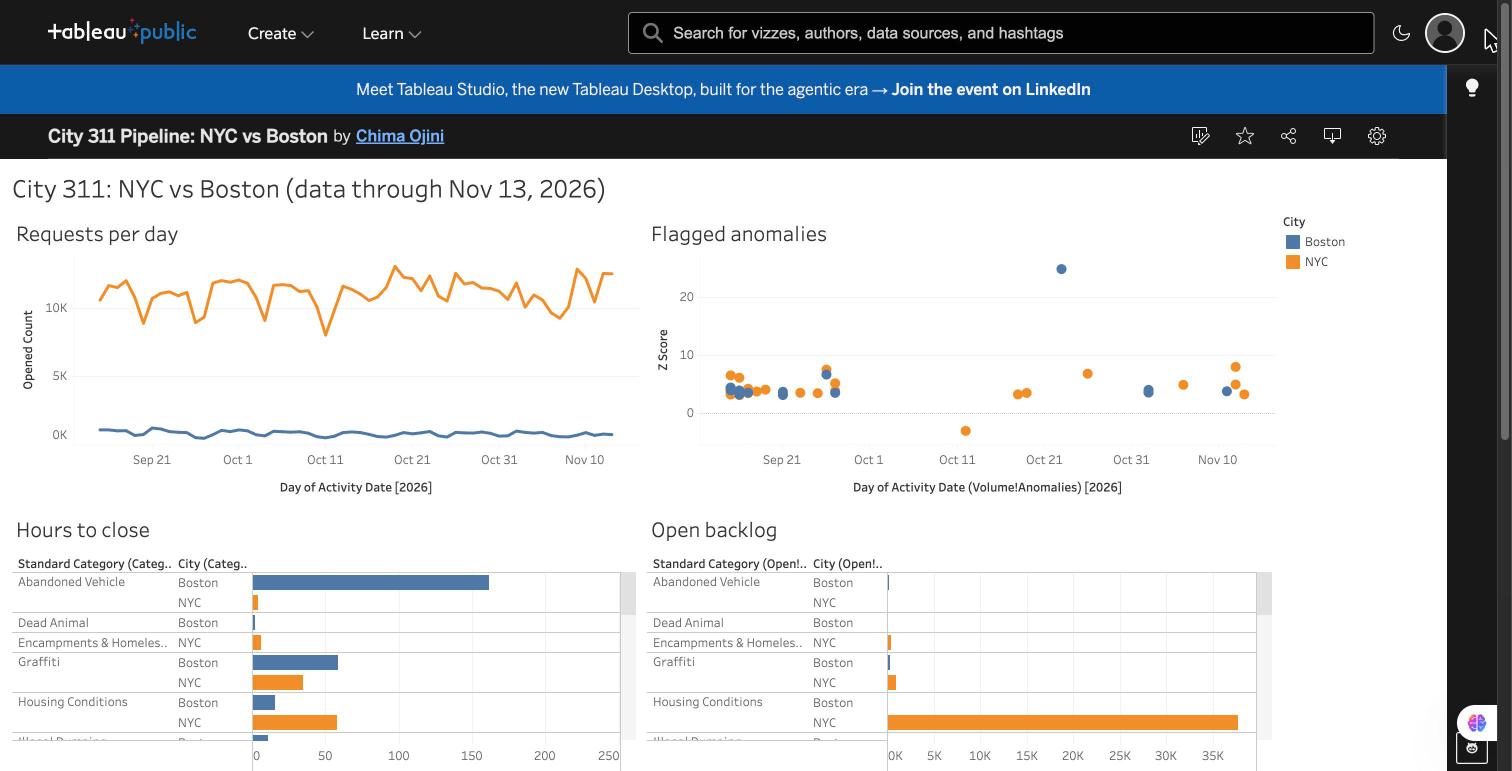 tableau public
Create
Learn
Search for vizzes, authors, data sources, and hashtags
Meet Tableau Studio, the new Tableau Desktop, built for the agentic era → Join the event on LinkedIn
City 311 Pipeline: NYC vs Boston by Chima Ojini
City 311: NYC vs Boston (data through Nov 13, 2026)
Requests per day
10K
5K
0K
Opened Count
Sep 21 Oct 1 Oct 11 Oct 21 Oct 31 Nov 10
Day of Activity Date [2026]
Flagged anomalies
20
10
0
Z Score
Sep 21 Oct 1 Oct 11 Oct 21 Oct 31 Nov 10
Day of Activity Date (Volume!Anomalies) [2026]
City
Boston
NYC
Hours to close
Standard Category (Categ.. City (Categ..
Abandoned Vehicle Boston
NYC
Dead Animal Boston
Encampments & Homeles.. NYC
Graffiti Boston
NYC
Housing Conditions Boston
NYC
0 50 100 150 200 250
Open backlog
Standard Category (Open!.. City (Open!..
Abandoned Vehicle Boston
NYC
Dead Animal Boston
Encampments & Homeles.. NYC
Graffiti Boston
NYC
Housing Conditions Boston
NYC
0K 5K 10K 15K 20K 25K 30K 35K